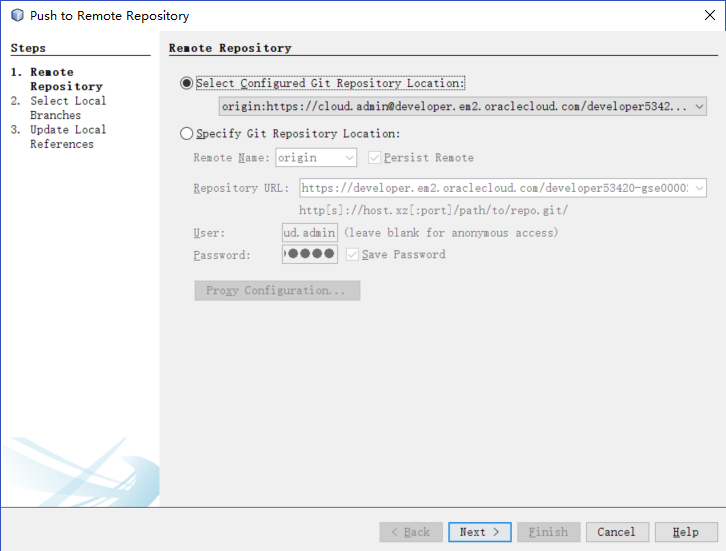 Push to Remote Repository
Steps
1. Remote
Repository
2. Select Local
Branches
3. Update Local
References
Remote Repository
Select Configured Git Repository Location:
origin:https://cloud.admin@developer.em2.oraclecloud.com/developer5342...
Specify Git Repository Location:
Remote Name: origin Persist Remote
Repository URL: https://developer.em2.oraclecloud.com/developer53420-gse0000
http[s]://host.xz[:port]/path/to/repo.git/
User: ud.admin (leave blank for anonymous access)
Password: Save Password
Proxy Configuration...
< Back Next > Finish Cancel Help